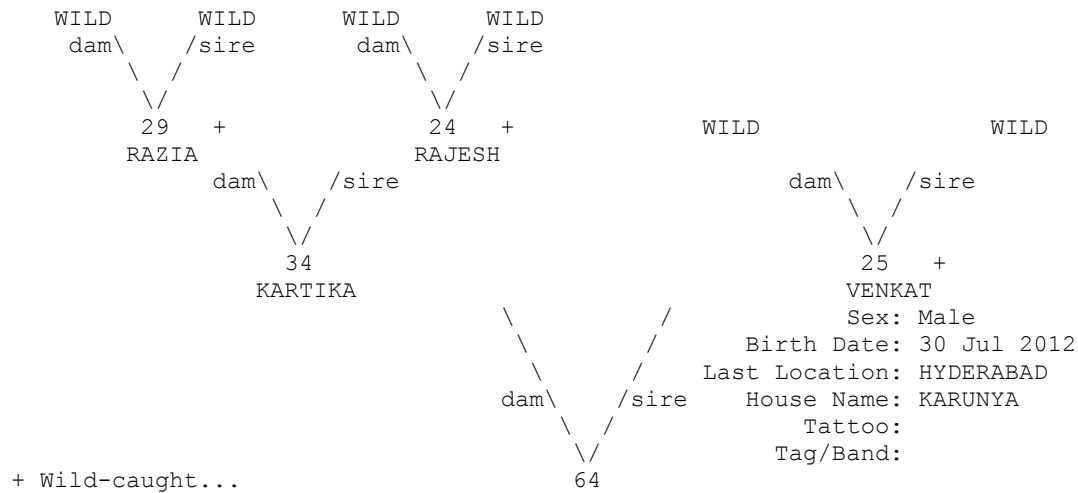 WILD WILD WILD WILD
dam\ /sire dam\ /sire
\ / \ /
\/ \/
29 + 24 + WILD WILD
RAZIA RAJESH
dam\ /sire dam\ /sire
\ / \ /
\/ \/
34 25 +
KARTIKA VENKAT
\ / Sex: Male
\ / Birth Date: 30 Jul 2012
\ / Last Location: HYDERABAD
dam\ /sire House Name: KARUNYA
\ / Tattoo:
\/ Tag/Band:
+ Wild-caught... 64